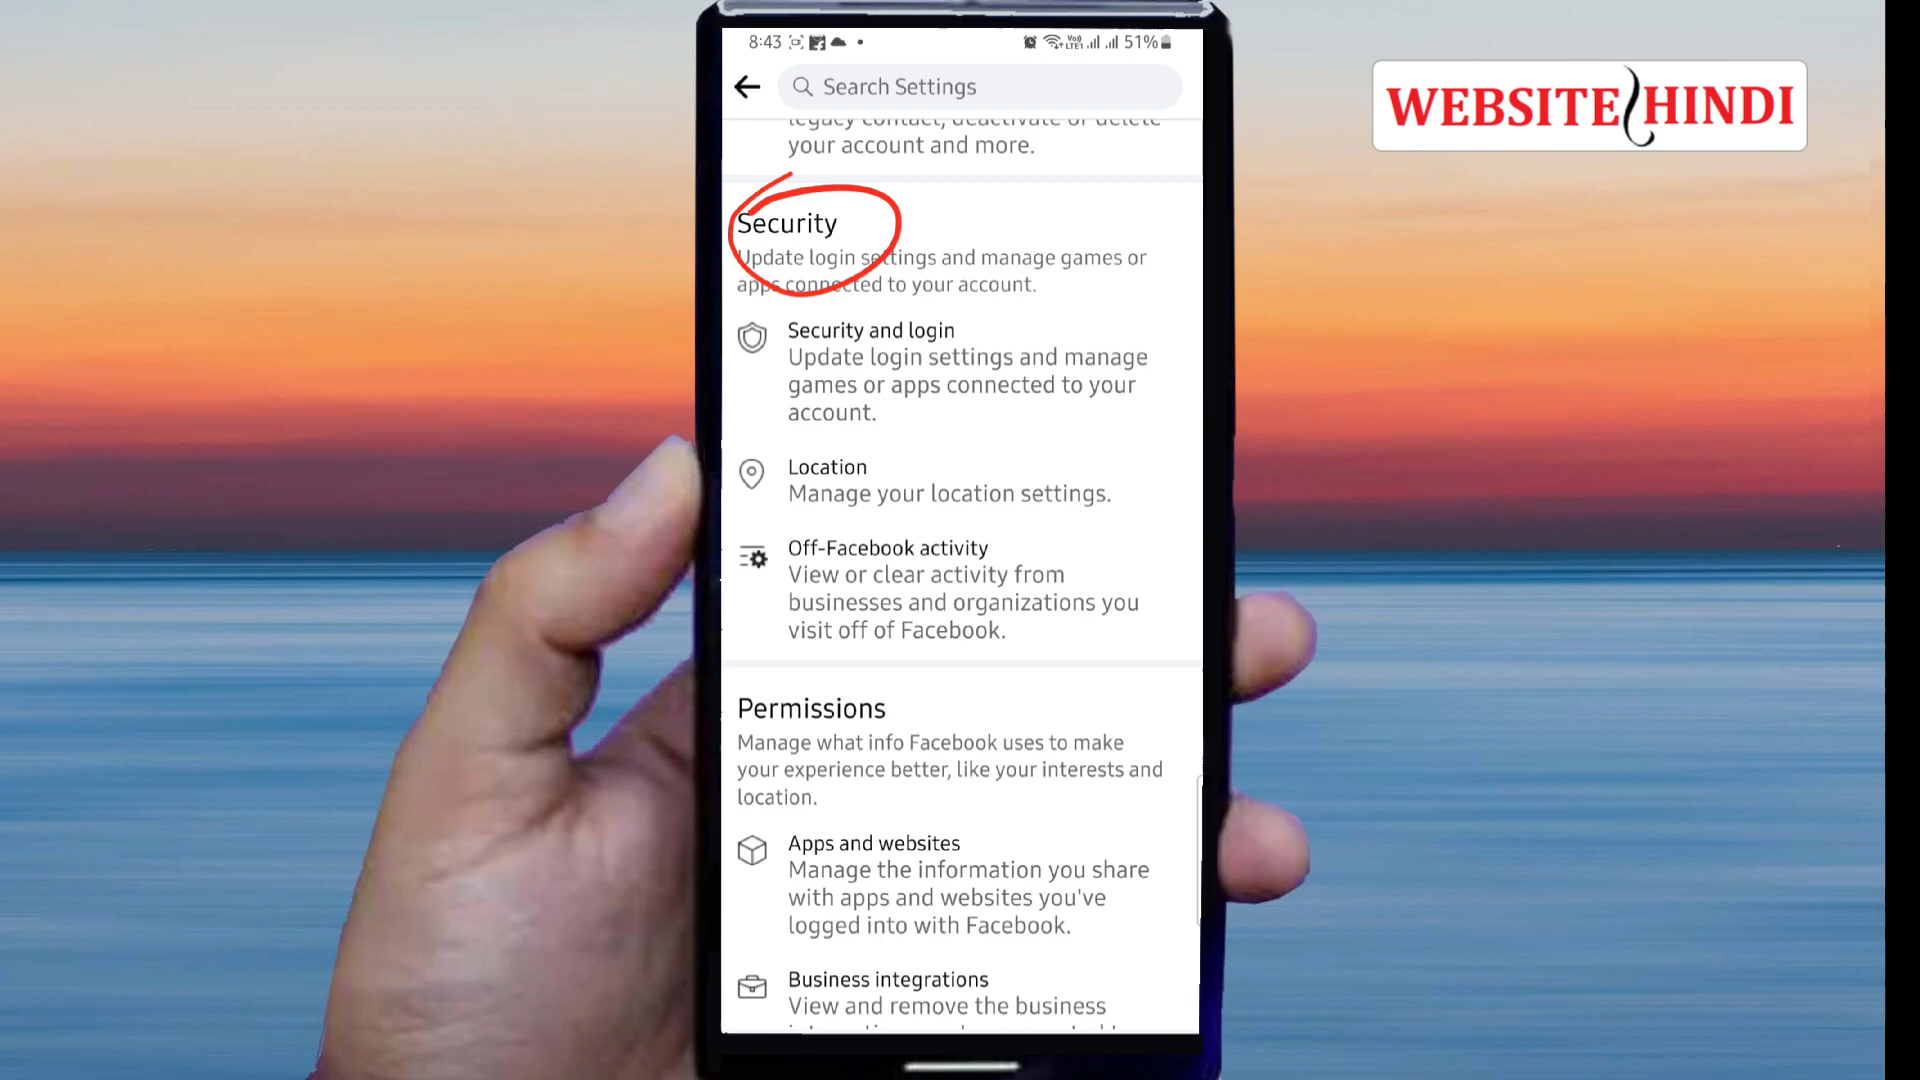 8:43
51%
Search Settings
WEBSITE HINDI
legacy contact, deactivate or delete
your account and more.
Security
Update login settings and manage games or
apps connected to your account.
Security and login
Update login settings and manage
games or apps connected to your
account.
Location
Manage your location settings.
Off-Facebook activity
View or clear activity from
businesses and organizations you
visit off of Facebook.
Permissions
Manage what info Facebook uses to make
your experience better, like your interests and
location.
Apps and websites
Manage the information you share
with apps and websites you've
logged into with Facebook.
Business integrations
View and remove the business